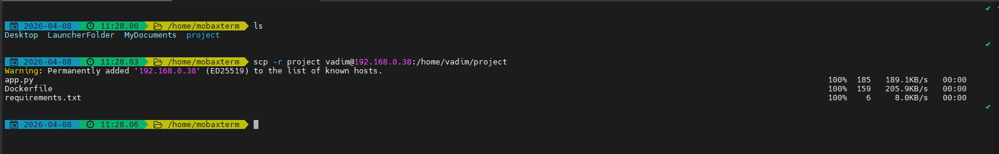 ✔
2026-04-08 11:28.00 /home/mobaxterm ls
Desktop LauncherFolder MyDocuments project
✔
2026-04-08 11:28.03 /home/mobaxterm scp -r project vadim@192.168.0.38:/home/vadim/project
Warning: Permanently added '192.168.0.38' (ED25519) to the list of known hosts.
app.py 100% 185 189.1KB/s 00:00
Dockerfile 100% 159 205.9KB/s 00:00
requirements.txt 100% 6 8.0KB/s 00:00
✔
2026-04-08 11:28.06 /home/mobaxterm